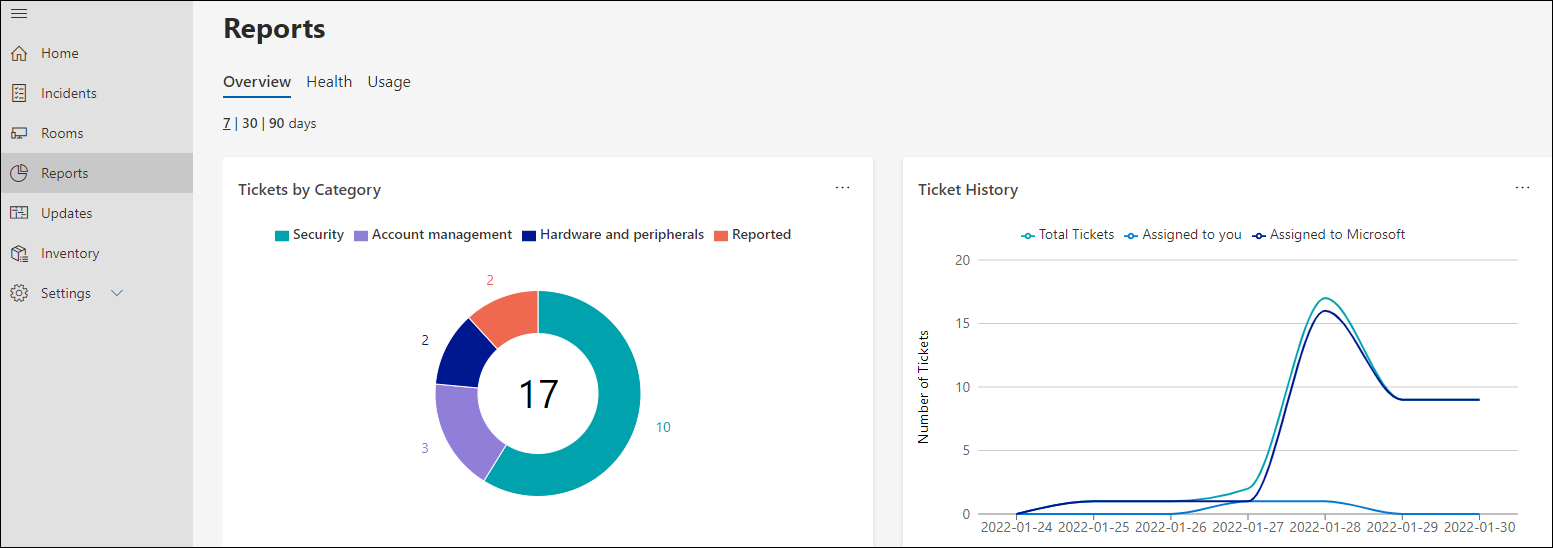 Home
Incidents
Rooms
Reports
Updates
Inventory
Settings
Reports
Overview Health Usage
7 | 30 | 90 days
Tickets by Category ...
Security Account management Hardware and peripherals Reported
2
2
17
10
3
Ticket History ...
Total Tickets Assigned to you Assigned to Microsoft
Number of Tickets
20
15
10
5
0
2022-01-24 2022-01-25 2022-01-26 2022-01-27 2022-01-28 2022-01-29 2022-01-30